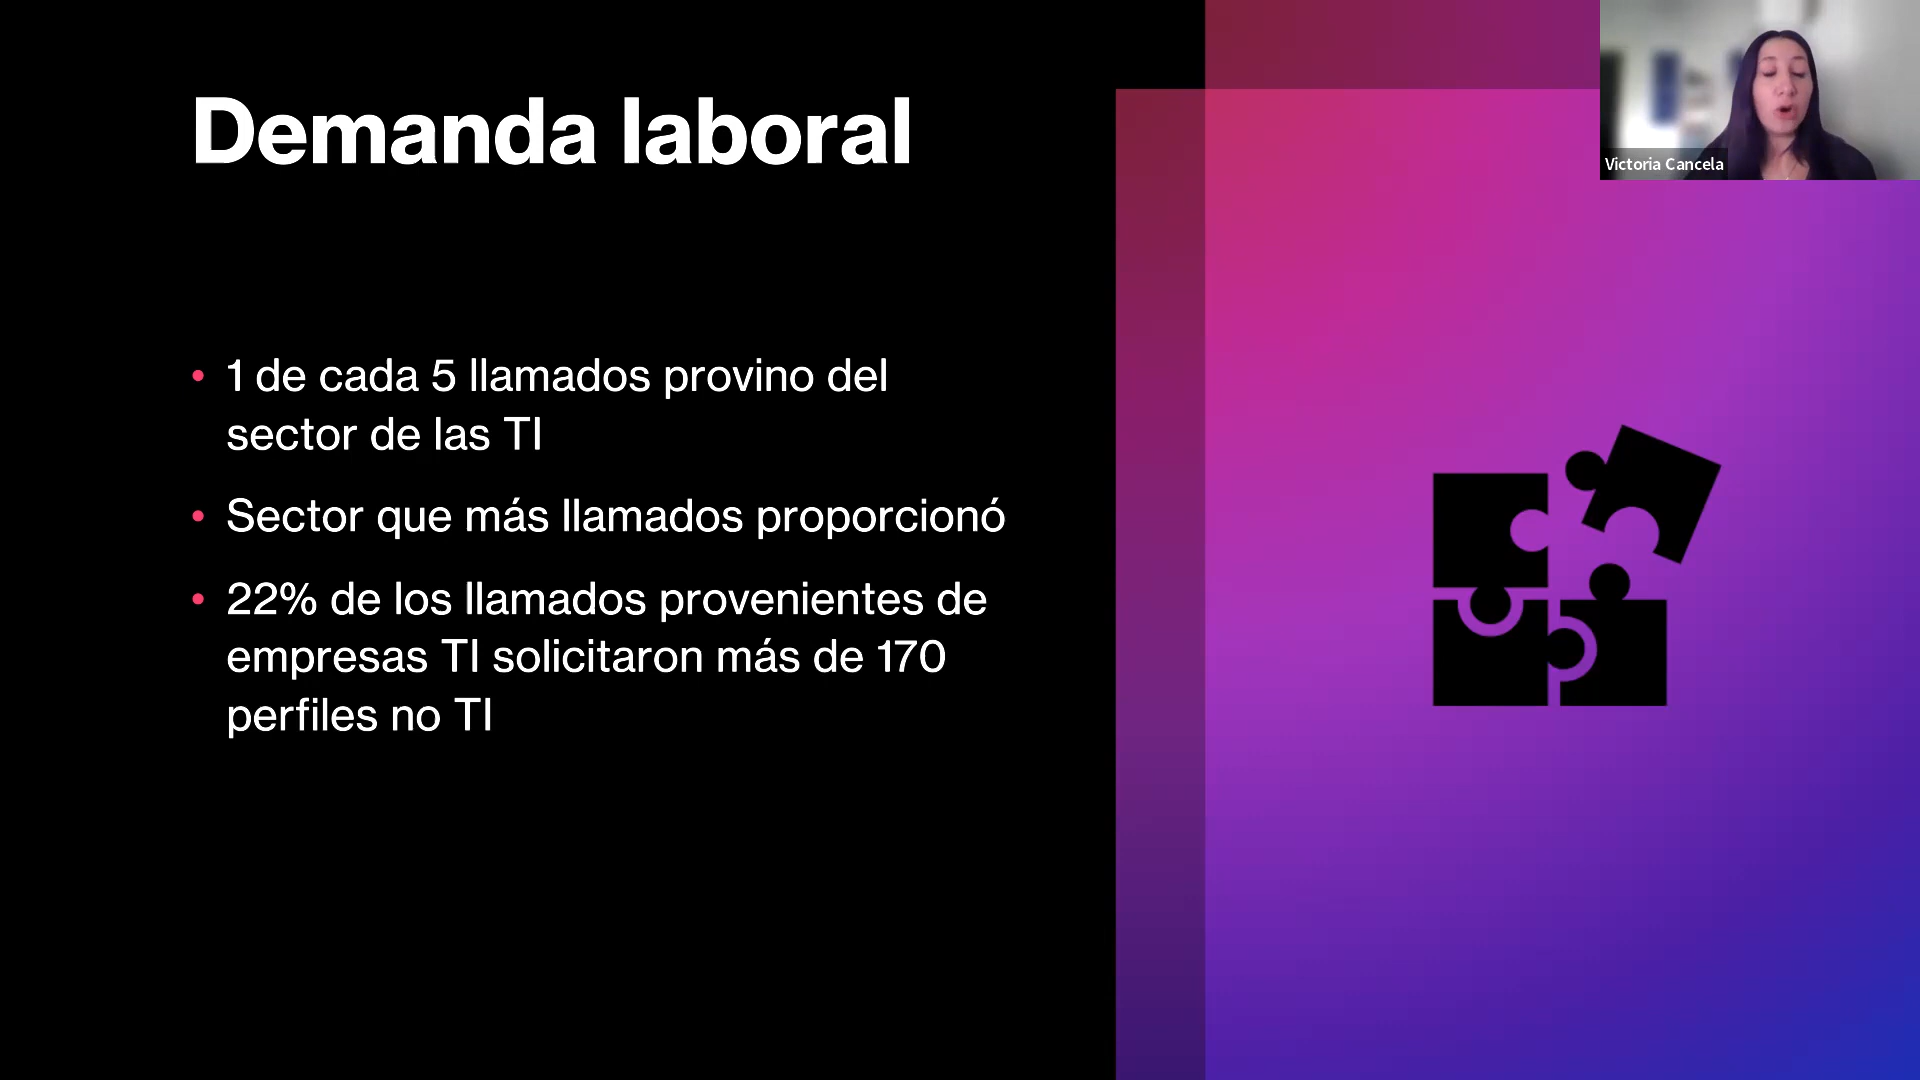 Demanda laboral
• 1 de cada 5 llamados provino del
sector de las TI
• Sector que más llamados proporcionó
• 22% de los llamados provenientes de
empresas TI solicitaron más de 170
perfiles no TI
Victoria Cancela